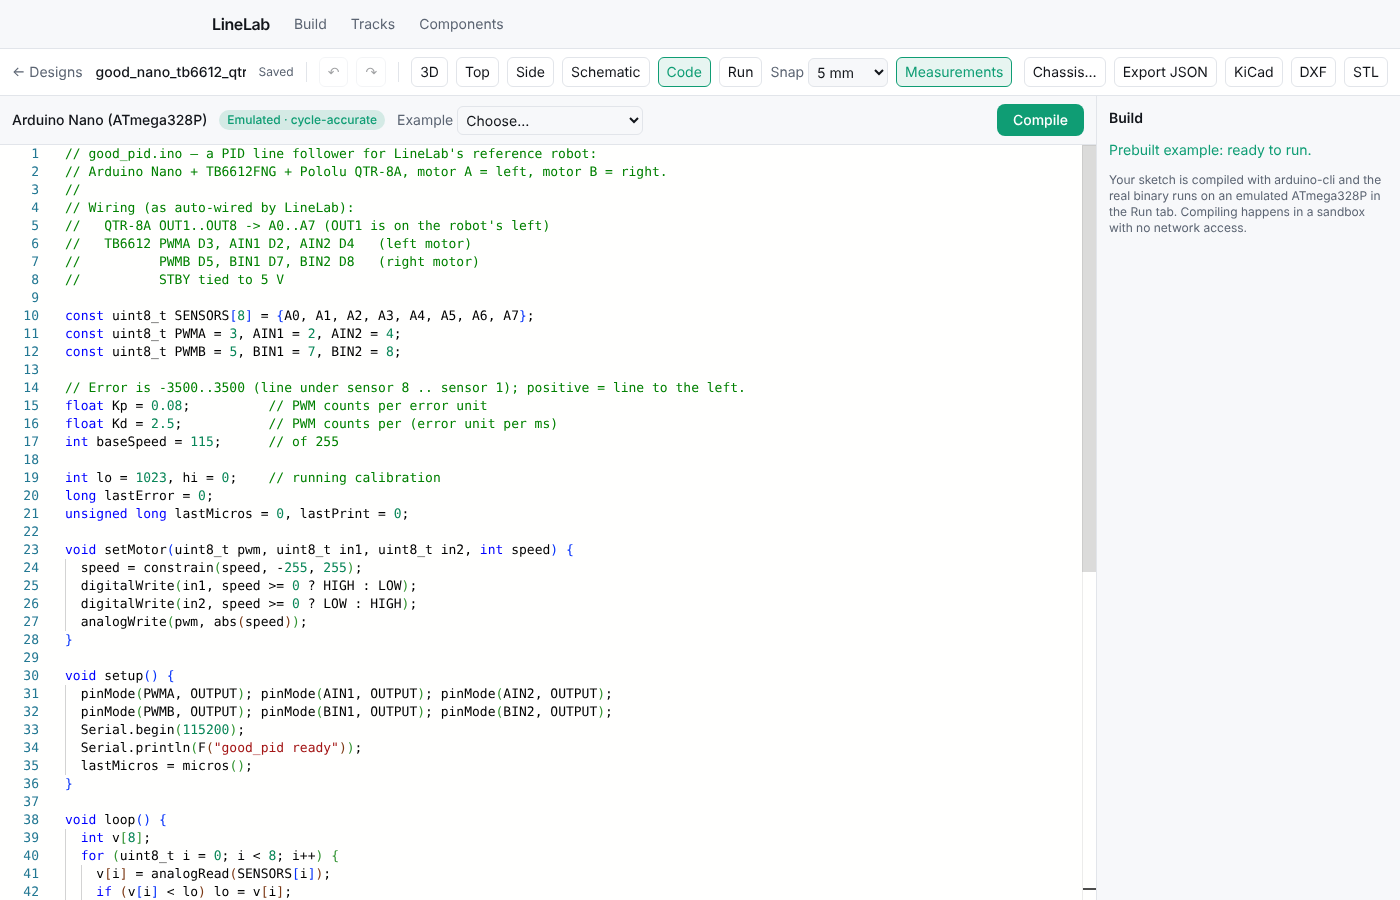 LineLab Build Tracks Components
← Designs good_nano_tb6612_qtr Saved ↶ ↷ 3D Top Side Schematic Code Run Snap 5 mm Measurements Chassis... Export JSON KiCad DXF STL
Arduino Nano (ATmega328P) Emulated · cycle-accurate Example Choose... Compile
1 // good_pid.ino — a PID line follower for LineLab's reference robot:
2 // Arduino Nano + TB6612FNG + Pololu QTR-8A, motor A = left, motor B = right.
3 //
4 // Wiring (as auto-wired by LineLab):
5 //   QTR-8A OUT1..OUT8 -> A0..A7 (OUT1 is on the robot's left)
6 //   TB6612 PWMA D3, AIN1 D2, AIN2 D4   (left motor)
7 //          PWMB D5, BIN1 D7, BIN2 D8   (right motor)
8 //          STBY tied to 5 V
9
10 const uint8_t SENSORS[8] = {A0, A1, A2, A3, A4, A5, A6, A7};
11 const uint8_t PWMA = 3, AIN1 = 2, AIN2 = 4;
12 const uint8_t PWMB = 5, BIN1 = 7, BIN2 = 8;
13
14 // Error is -3500..3500 (line under sensor 8 .. sensor 1); positive = line to the left.
15 float Kp = 0.08;          // PWM counts per error unit
16 float Kd = 2.5;           // PWM counts per (error unit per ms)
17 int baseSpeed = 115;      // of 255
18
19 int lo = 1023, hi = 0;    // running calibration
20 long lastError = 0;
21 unsigned long lastMicros = 0, lastPrint = 0;
22
23 void setMotor(uint8_t pwm, uint8_t in1, uint8_t in2, int speed) {
24   speed = constrain(speed, -255, 255);
25   digitalWrite(in1, speed >= 0 ? HIGH : LOW);
26   digitalWrite(in2, speed >= 0 ? LOW : HIGH);
27   analogWrite(pwm, abs(speed));
28 }
29
30 void setup() {
31   pinMode(PWMA, OUTPUT); pinMode(AIN1, OUTPUT); pinMode(AIN2, OUTPUT);
32   pinMode(PWMB, OUTPUT); pinMode(BIN1, OUTPUT); pinMode(BIN2, OUTPUT);
33   Serial.begin(115200);
34   Serial.println(F("good_pid ready"));
35   lastMicros = micros();
36 }
37
38 void loop() {
39   int v[8];
40   for (uint8_t i = 0; i < 8; i++) {
41     v[i] = analogRead(SENSORS[i]);
42     if (v[i] < lo) lo = v[i];
Build
Prebuilt example: ready to run.
Your sketch is compiled with arduino-cli and the
real binary runs on an emulated ATmega328P in
the Run tab. Compiling happens in a sandbox
with no network access.